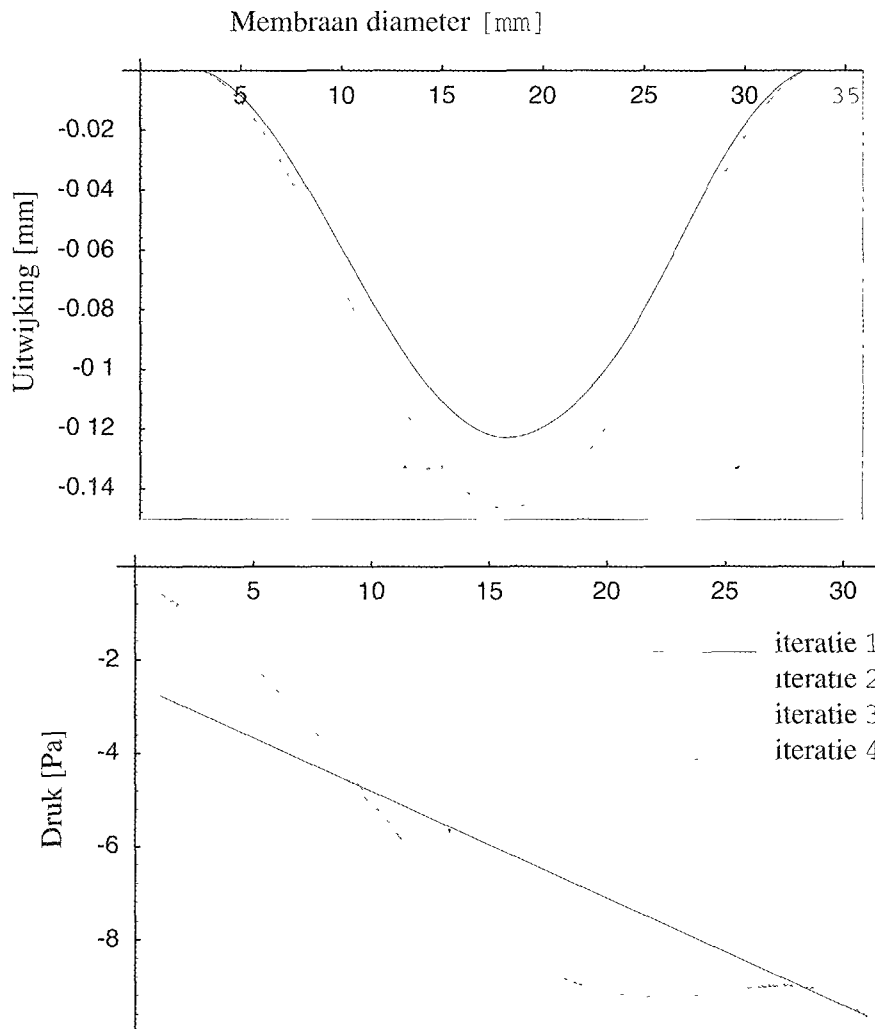 Membraan diameter [mm]
5 10 15 20 25 30 35
-0.02
-0 04
-0 06
-0.08
-0 1
-0 12
-0.14
Uitwijking [mm]
5 10 15 20 25 30
-2
-4
-6
-8
Druk [Pa]
iteratie 1
iteratie 2
iteratie 3
iteratie 4